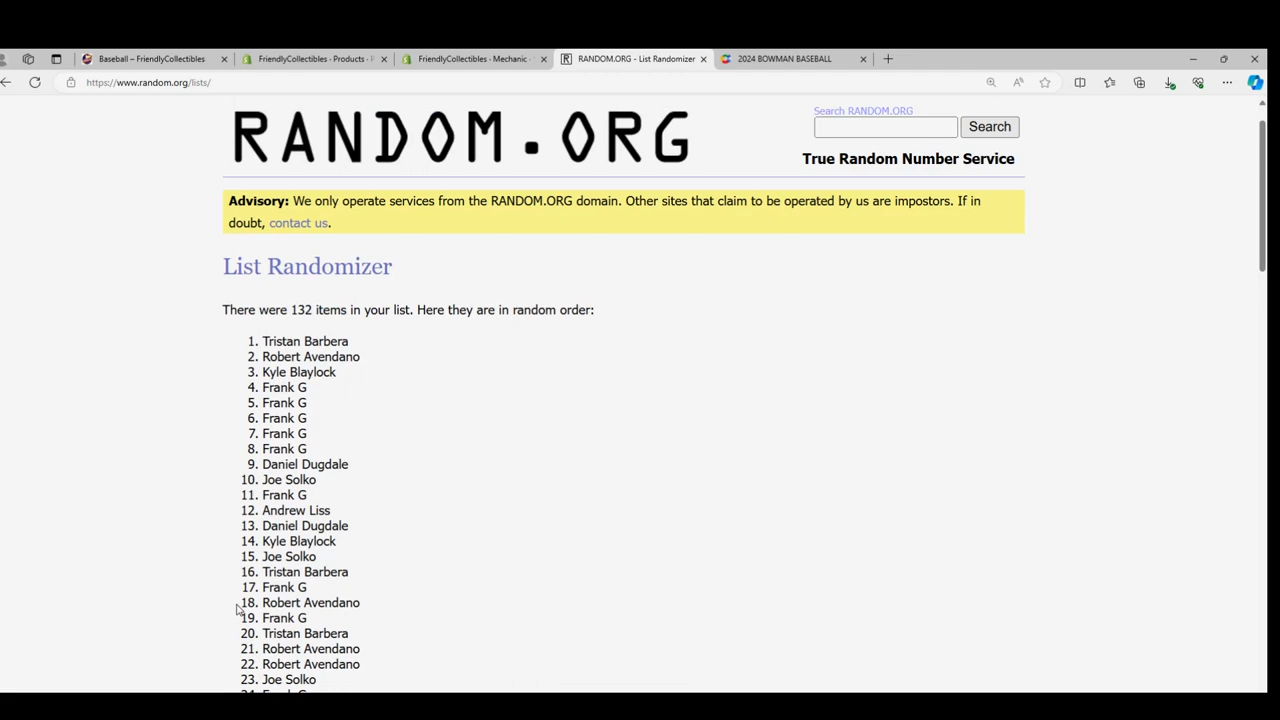 Baseball – FriendlyCollectibles
FriendlyCollectibles · Products · F
FriendlyCollectibles · Mechanic
RANDOM.ORG - List Randomizer
2024 BOWMAN BASEBALL
https://www.random.org/lists/
RANDOM.ORG
Search RANDOM.ORG
Search
True Random Number Service
Advisory: We only operate services from the RANDOM.ORG domain. Other sites that claim to be operated by us are impostors. If in
doubt, contact us.
List Randomizer
There were 132 items in your list. Here they are in random order:
1. Tristan Barbera
2. Robert Avendano
3. Kyle Blaylock
4. Frank G
5. Frank G
6. Frank G
7. Frank G
8. Frank G
9. Daniel Dugdale
10. Joe Solko
11. Frank G
12. Andrew Liss
13. Daniel Dugdale
14. Kyle Blaylock
15. Joe Solko
16. Tristan Barbera
17. Frank G
18. Robert Avendano
19. Frank G
20. Tristan Barbera
21. Robert Avendano
22. Robert Avendano
23. Joe Solko
24. Frank G